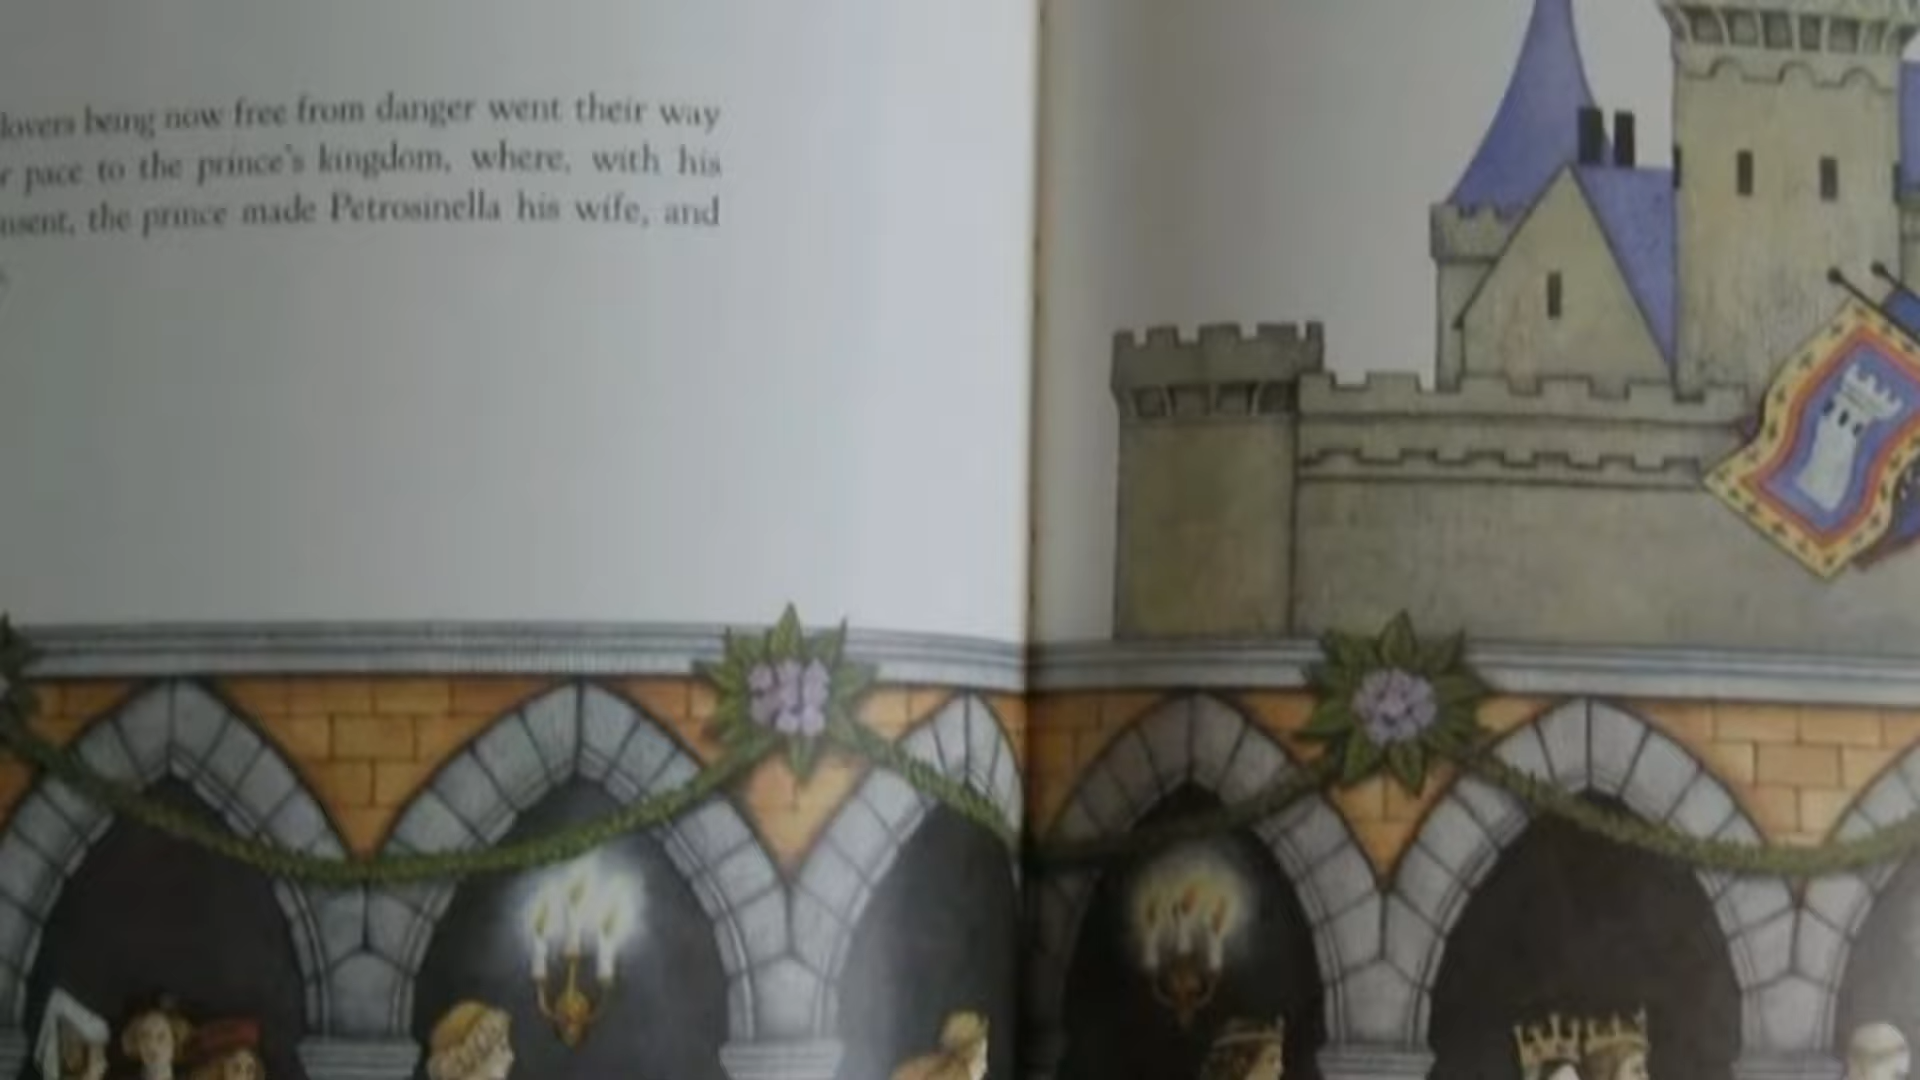 lovers being now free from danger went their way
r pace to the prince's kingdom, where, with his
nsent, the prince made Petrosinella his wife, and